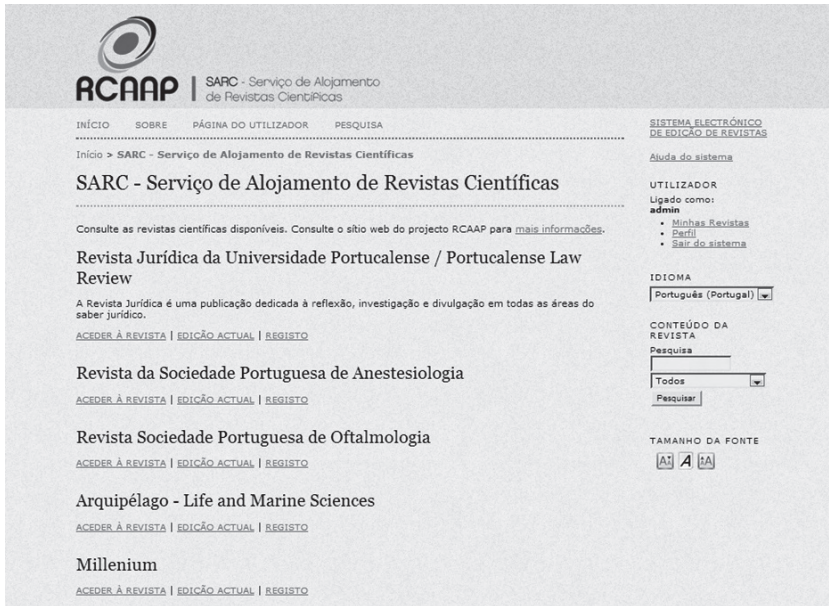 RCAAP
SARC - Serviço de Alojamento
de Revistas Científicas
INÍCIO SOBRE PÁGINA DO UTILIZADOR PESQUISA
Início > SARC - Serviço de Alojamento de Revistas Científicas
SARC - Serviço de Alojamento de Revistas Científicas
Consulte as revistas científicas disponíveis. Consulte o sítio web do projecto RCAAP para mais informações.
Revista Jurídica da Universidade Portucalense / Portucalense Law
Review
A Revista Jurídica é uma publicação dedicada à reflexão, investigação e divulgação em todas as áreas do
saber jurídico.
ACEDER À REVISTA | EDIÇÃO ACTUAL | REGISTO
Revista da Sociedade Portuguesa de Anestesiologia
ACEDER À REVISTA | EDIÇÃO ACTUAL | REGISTO
Revista Sociedade Portuguesa de Oftalmologia
ACEDER À REVISTA | EDIÇÃO ACTUAL | REGISTO
Arquipélago - Life and Marine Sciences
ACEDER À REVISTA | EDIÇÃO ACTUAL | REGISTO
Millenium
ACEDER À REVISTA | EDIÇÃO ACTUAL | REGISTO
SISTEMA ELECTRÓNICO
DE EDIÇÃO DE REVISTAS
Ajuda do sistema
UTILIZADOR
Ligado como:
admin
Minhas Revistas
Perfil
Sair do sistema
IDIOMA
Português (Portugal)
CONTEÚDO DA
REVISTA
Pesquisa
Todos
Pesquisar
TAMANHO DA FONTE
A A A